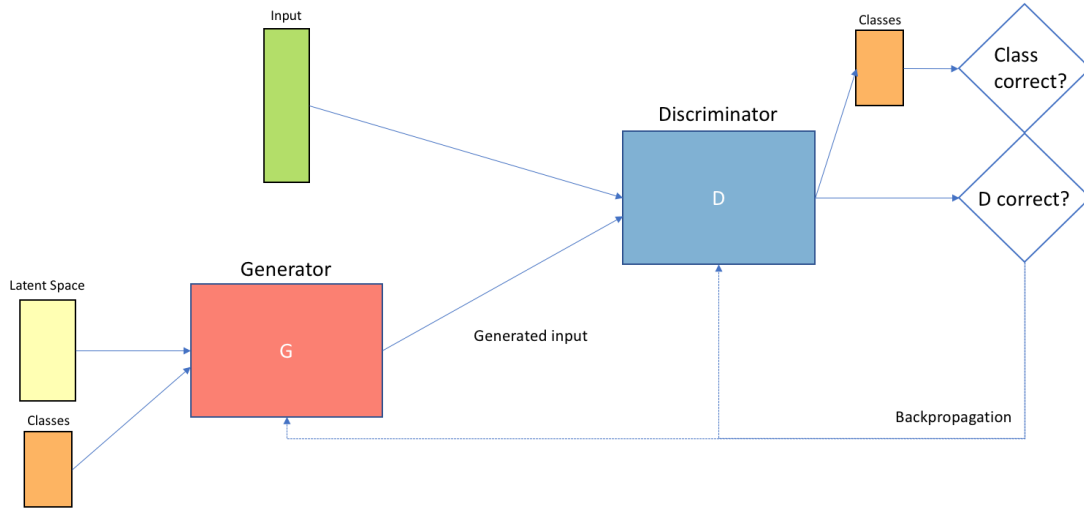 Input
Classes
Class
correct?
Discriminator
D
D correct?
Generator
Latent Space
G
Generated input
Classes
Backpropagation